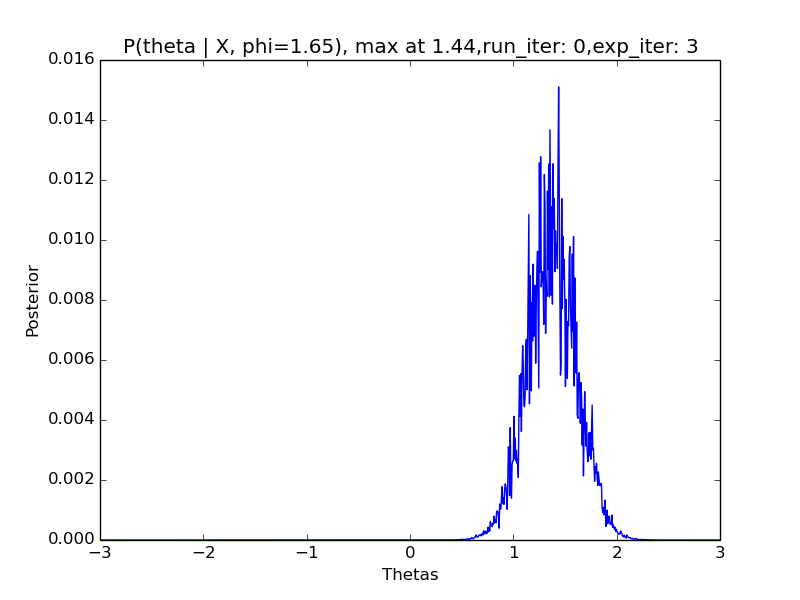 P(theta | X, phi=1.65), max at 1.44,run_iter: 0,exp_iter: 3
0.016
0.014
0.012
0.010
0.008
0.006
0.004
0.002
0.000
Posterior
−3 −2 −1 0 1 2 3
Thetas